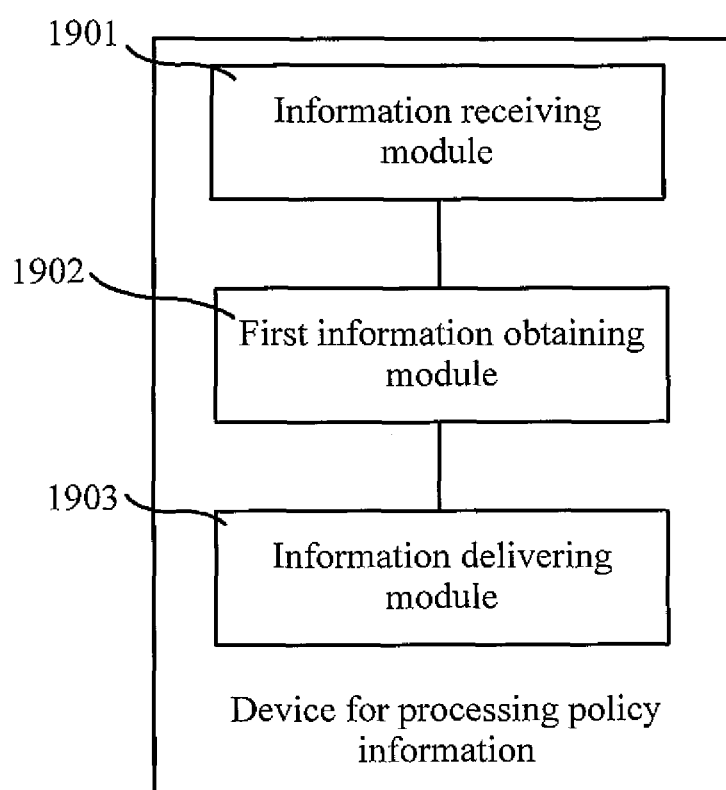 1901
Information receiving
module
1902
First information obtaining
module
1903
Information delivering
module
Device for processing policy
information